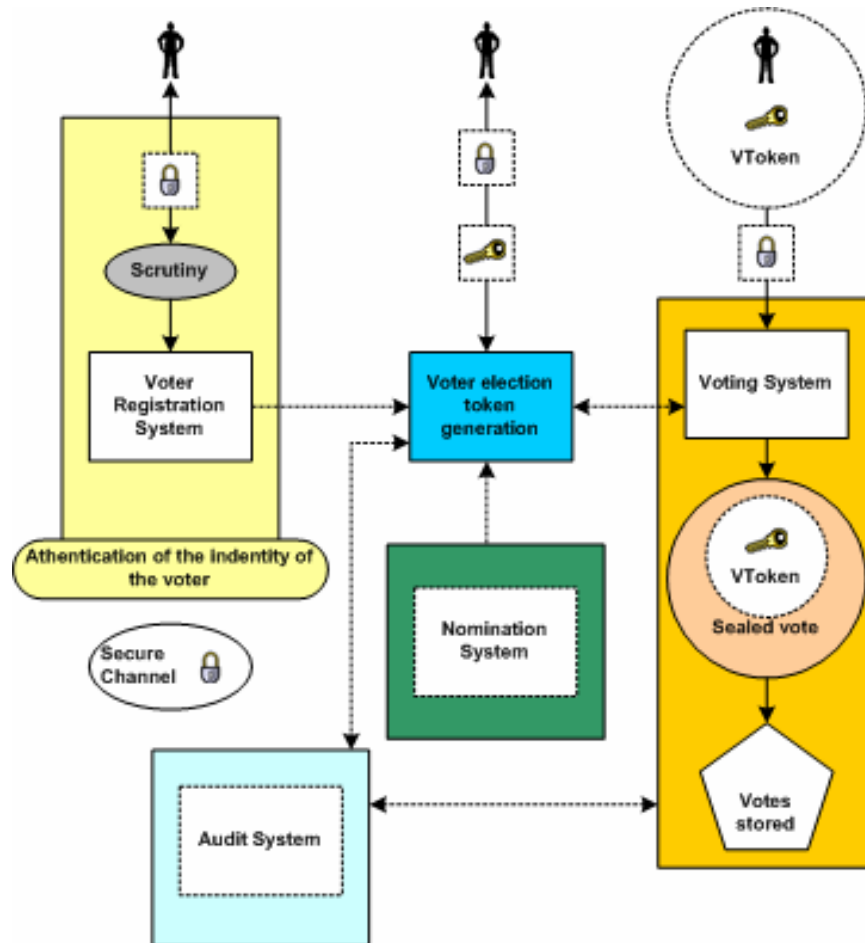 VToken
Scrutiny
Voter
Registration
System
Voter election
token
generation
Voting System
Athentication of the indentity of
the voter
VToken
Sealed vote
Nomination
System
Secure
Channel
Votes
stored
Audit System